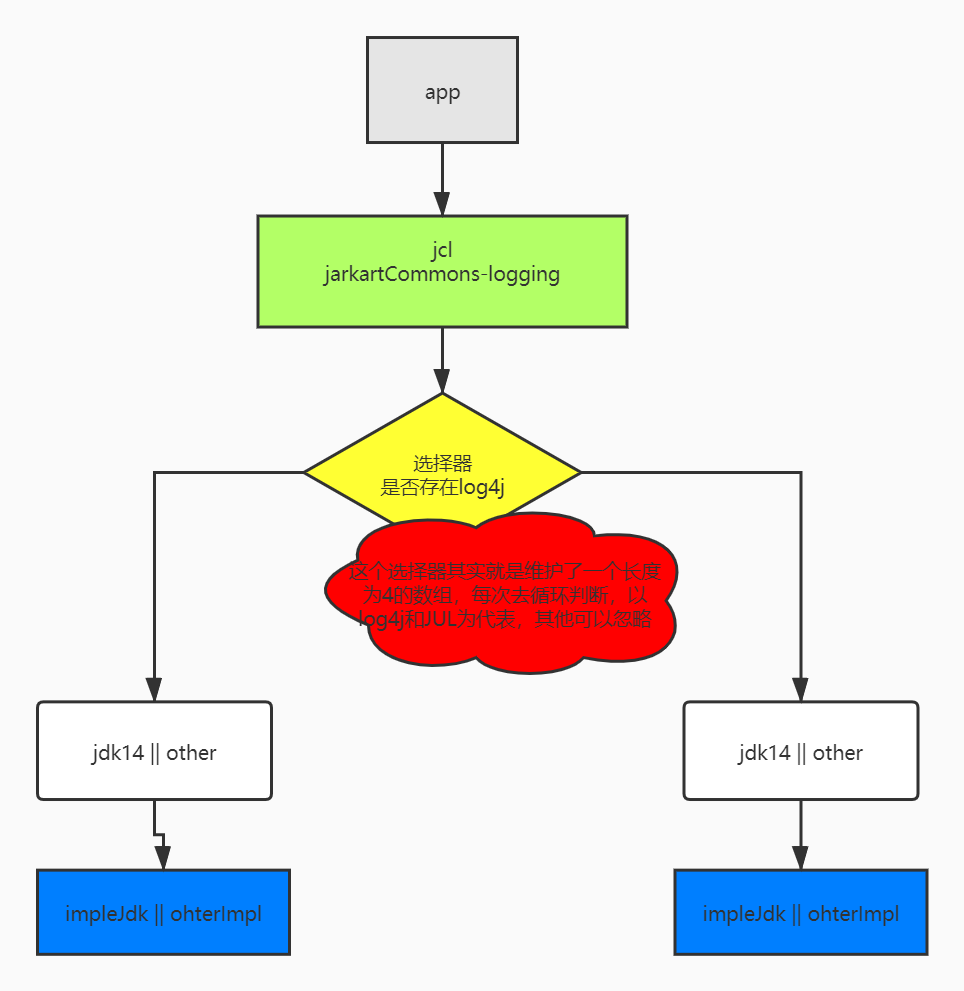 app
jcl
jarkartCommons-logging
选择器
是否存在log4j
这个选择器其实就是维护了一个长度
为4的数组，每次去循环判断，以
log4j和JUL为代表，其他可以忽略
jdk14 || other
jdk14 || other
impleJdk || ohterImpl
impleJdk || ohterImpl